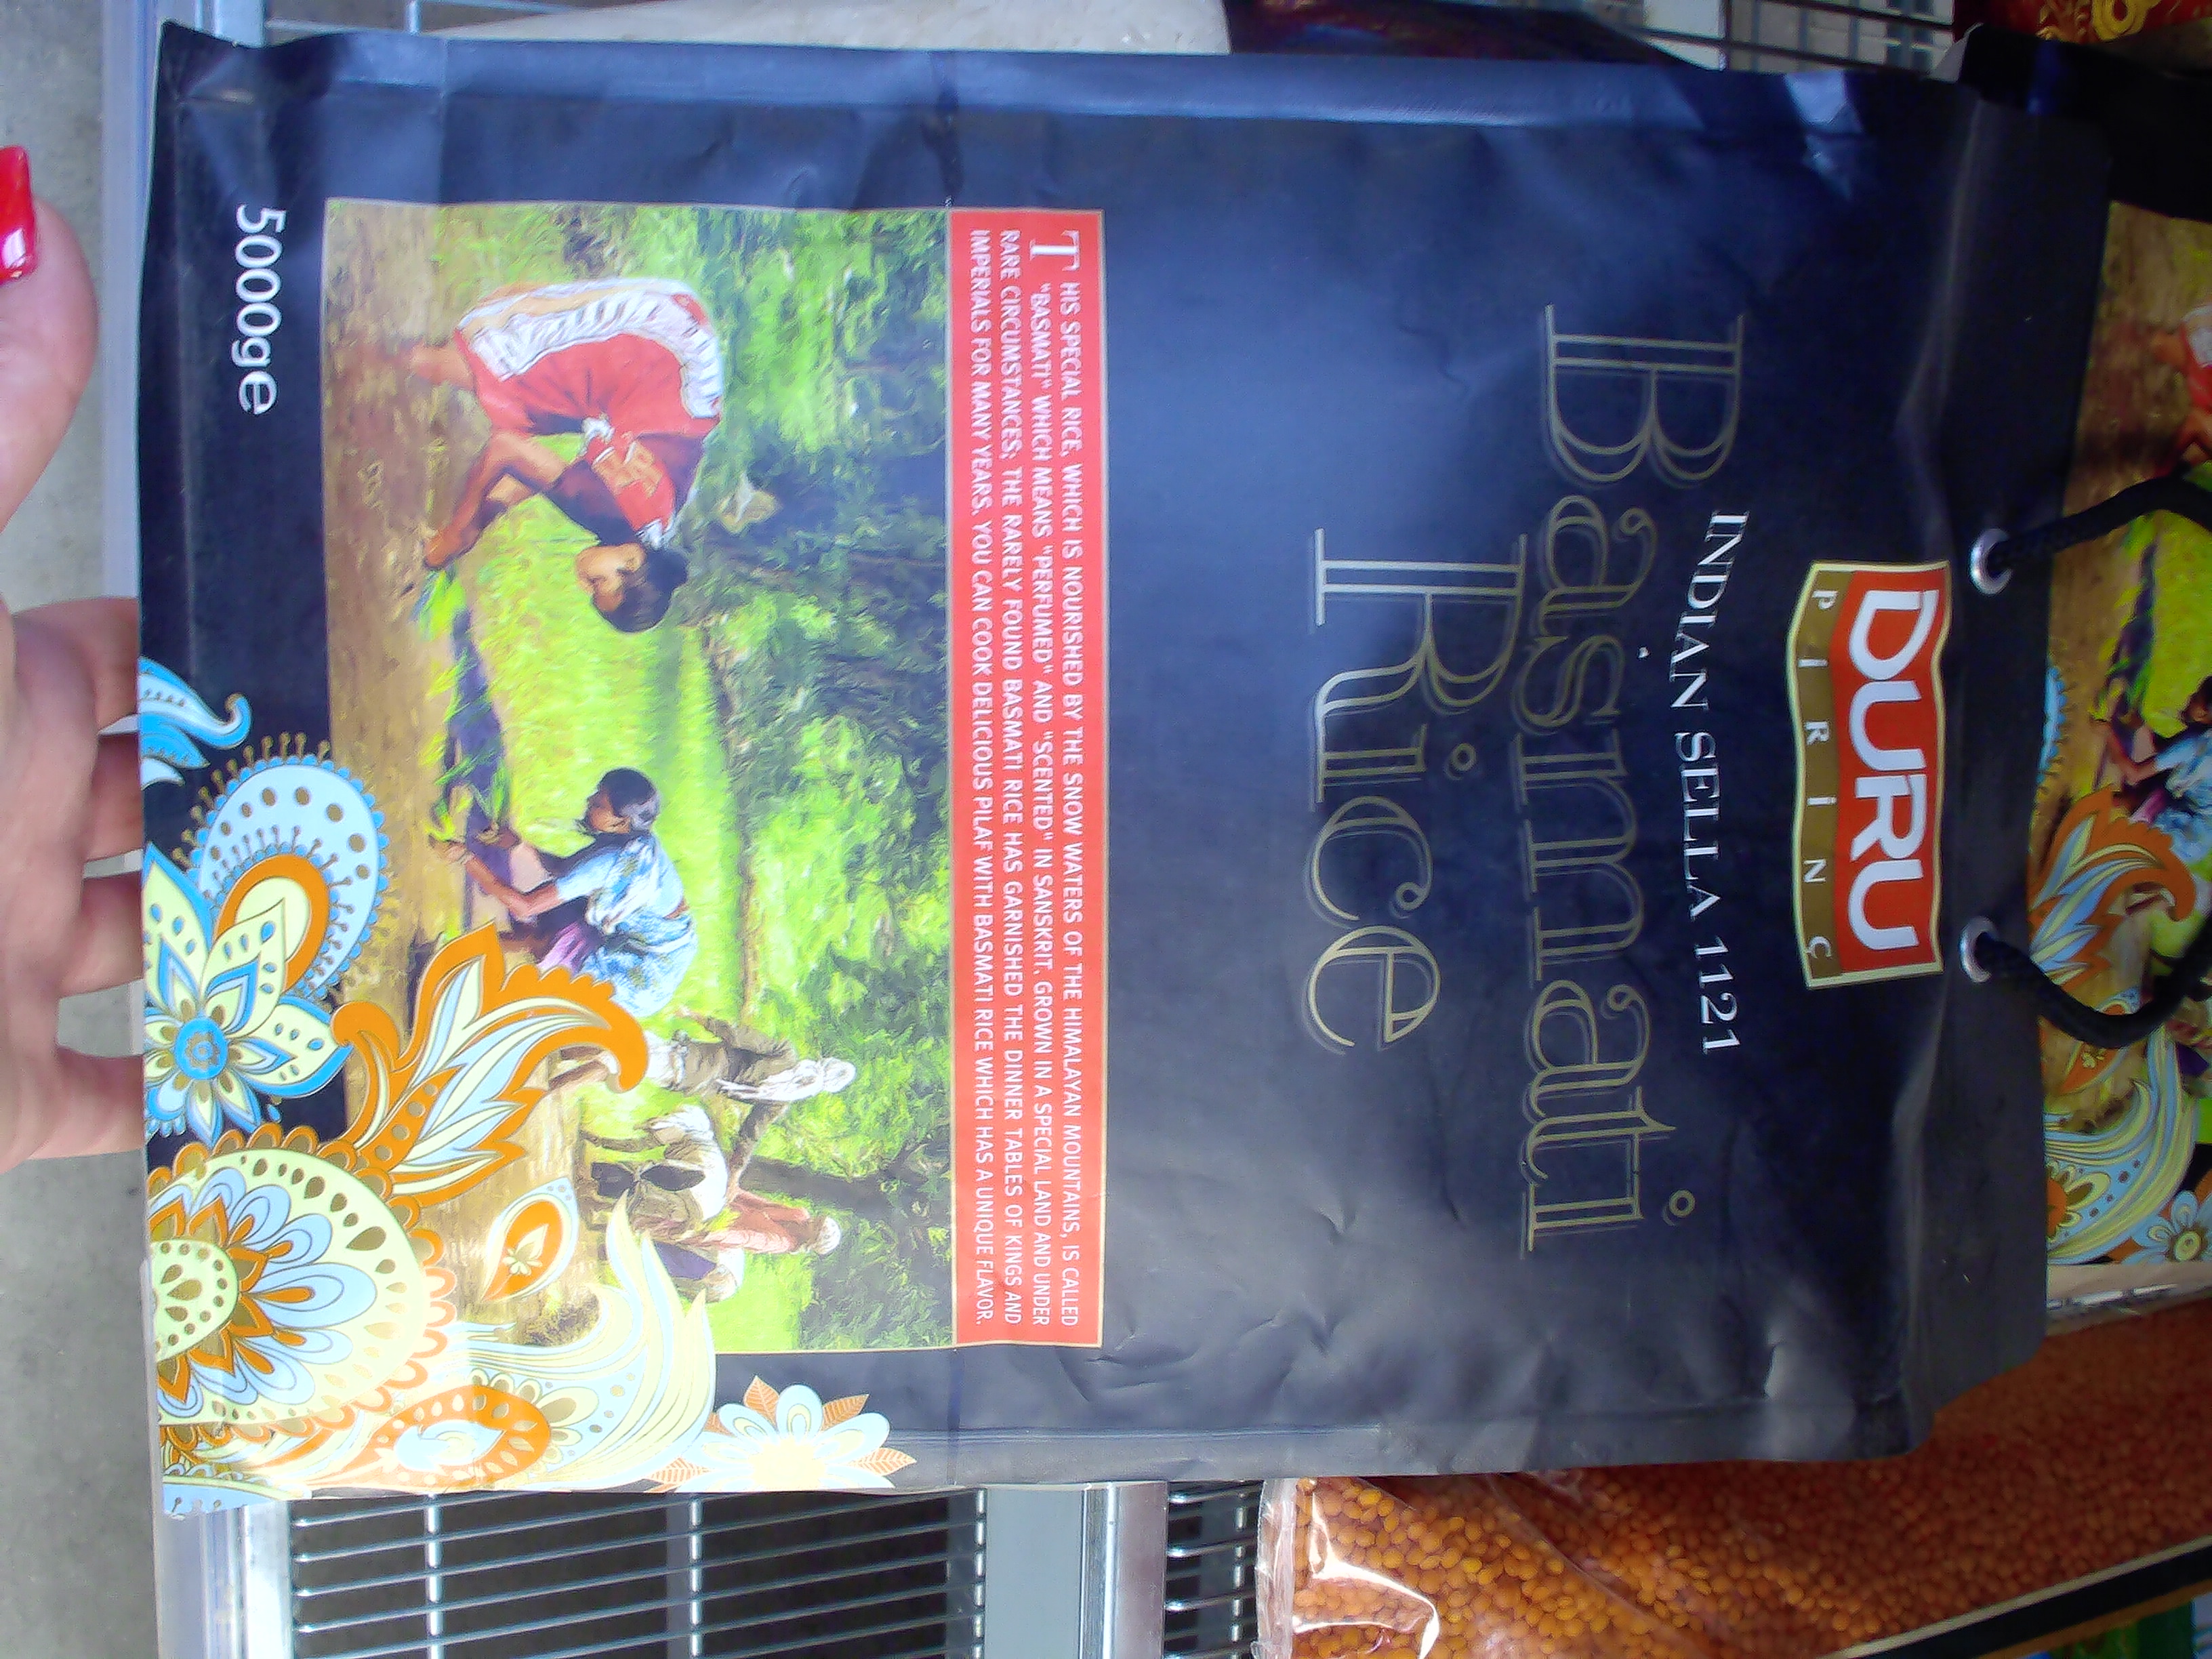 DURU
PİRİNÇ
INDIAN SELLA 1121
Basmati
Rice
THIS SPECIAL RICE, WHICH IS NOURISHED BY THE SNOW WATERS OF THE HIMALAYAN MOUNTAINS, IS CALLED
"BASMATI" WHICH MEANS "PERFUMED" AND "SCENTED" IN SANSKRIT. GROWN IN A SPECIAL LAND AND UNDER
RARE CIRCUMSTANCES; THE RARELY FOUND BASMATI RICE HAS GARNISHED THE DINNER TABLES OF KINGS AND
IMPERIALS FOR MANY YEARS. YOU CAN COOK DELICIOUS PILAF WITH BASMATI RICE WHICH HAS A UNIQUE FLAVOR.
5000g℮